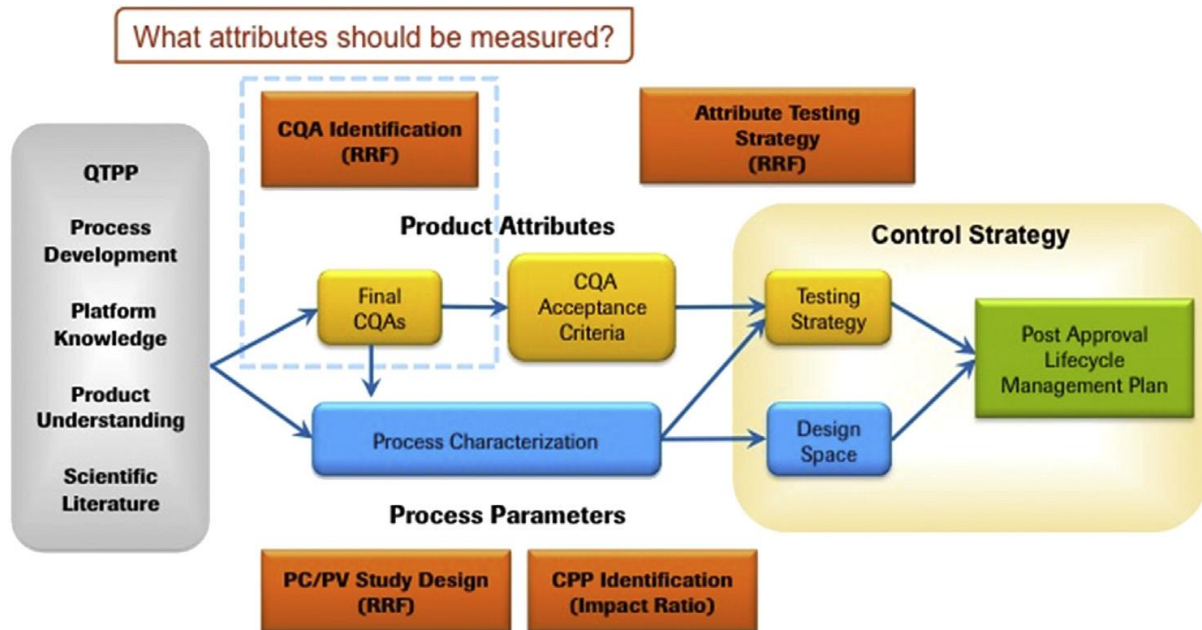 What attributes should be measured?
CQA Identification
(RRF)
Attribute Testing
Strategy
(RRF)
QTPP
Process
Development
Platform
Knowledge
Product
Understanding
Scientific
Literature
Product Attributes
Final
CQAs
CQA
Acceptance
Criteria
Control Strategy
Testing
Strategy
Post Approval
Lifecycle
Management Plan
Process Characterization
Design
Space
Process Parameters
PC/PV Study Design
(RRF)
CPP Identification
(Impact Ratio)